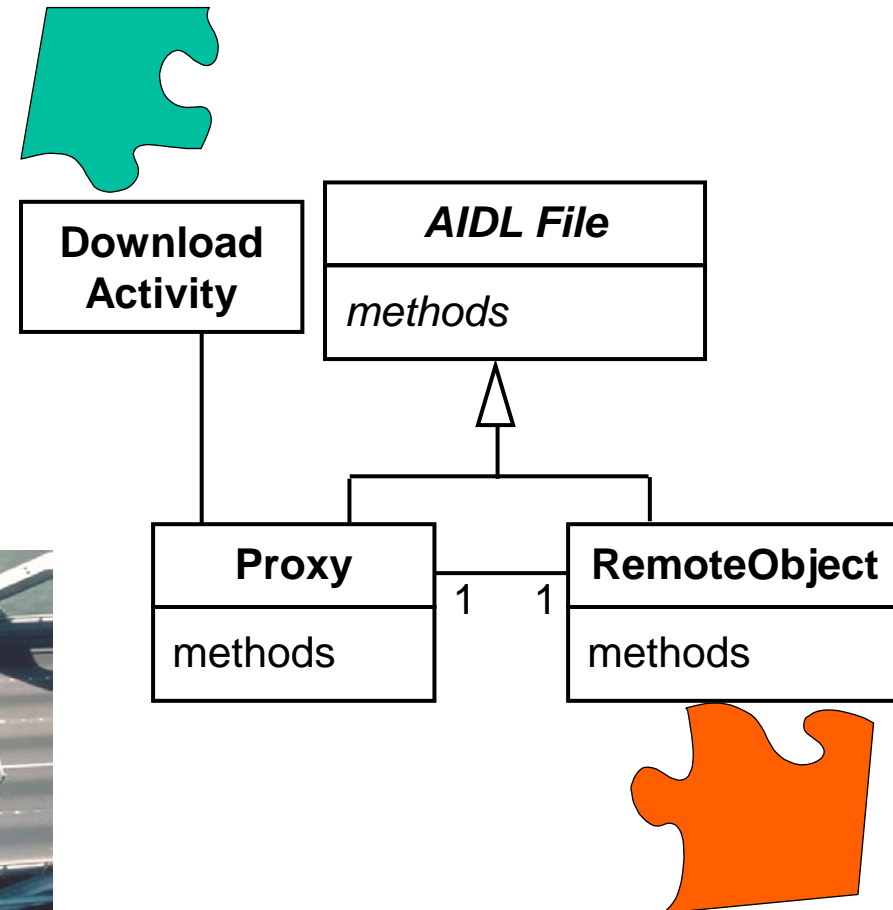 Download
Activity
AIDL File
methods
Proxy
methods
1
1
RemoteObject
methods